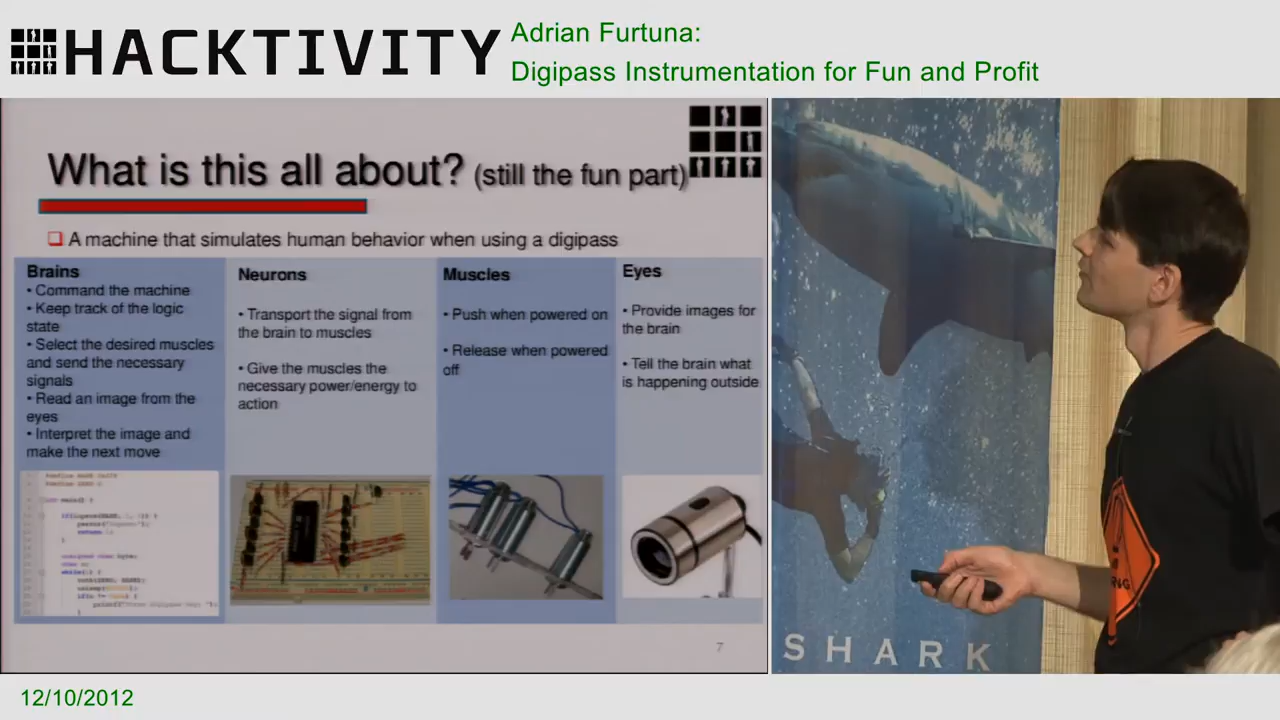 HACKTIVITY
Adrian Furtuna:
Digipass Instrumentation for Fun and Profit
What is this all about? (still the fun part)
❑ A machine that simulates human behavior when using a digipass
Brains
• Command the machine
• Keep track of the logic
state
• Select the desired muscles
and send the necessary
signals
• Read an image from the
eyes
• Interpret the image and
make the next move
Neurons
• Transport the signal from
the brain to muscles
• Give the muscles the
necessary power/energy to
action
Muscles
• Push when powered on
• Release when powered
off
Eyes
• Provide images for
the brain
• Tell the brain what
is happening outside
7
SHARK
12/10/2012